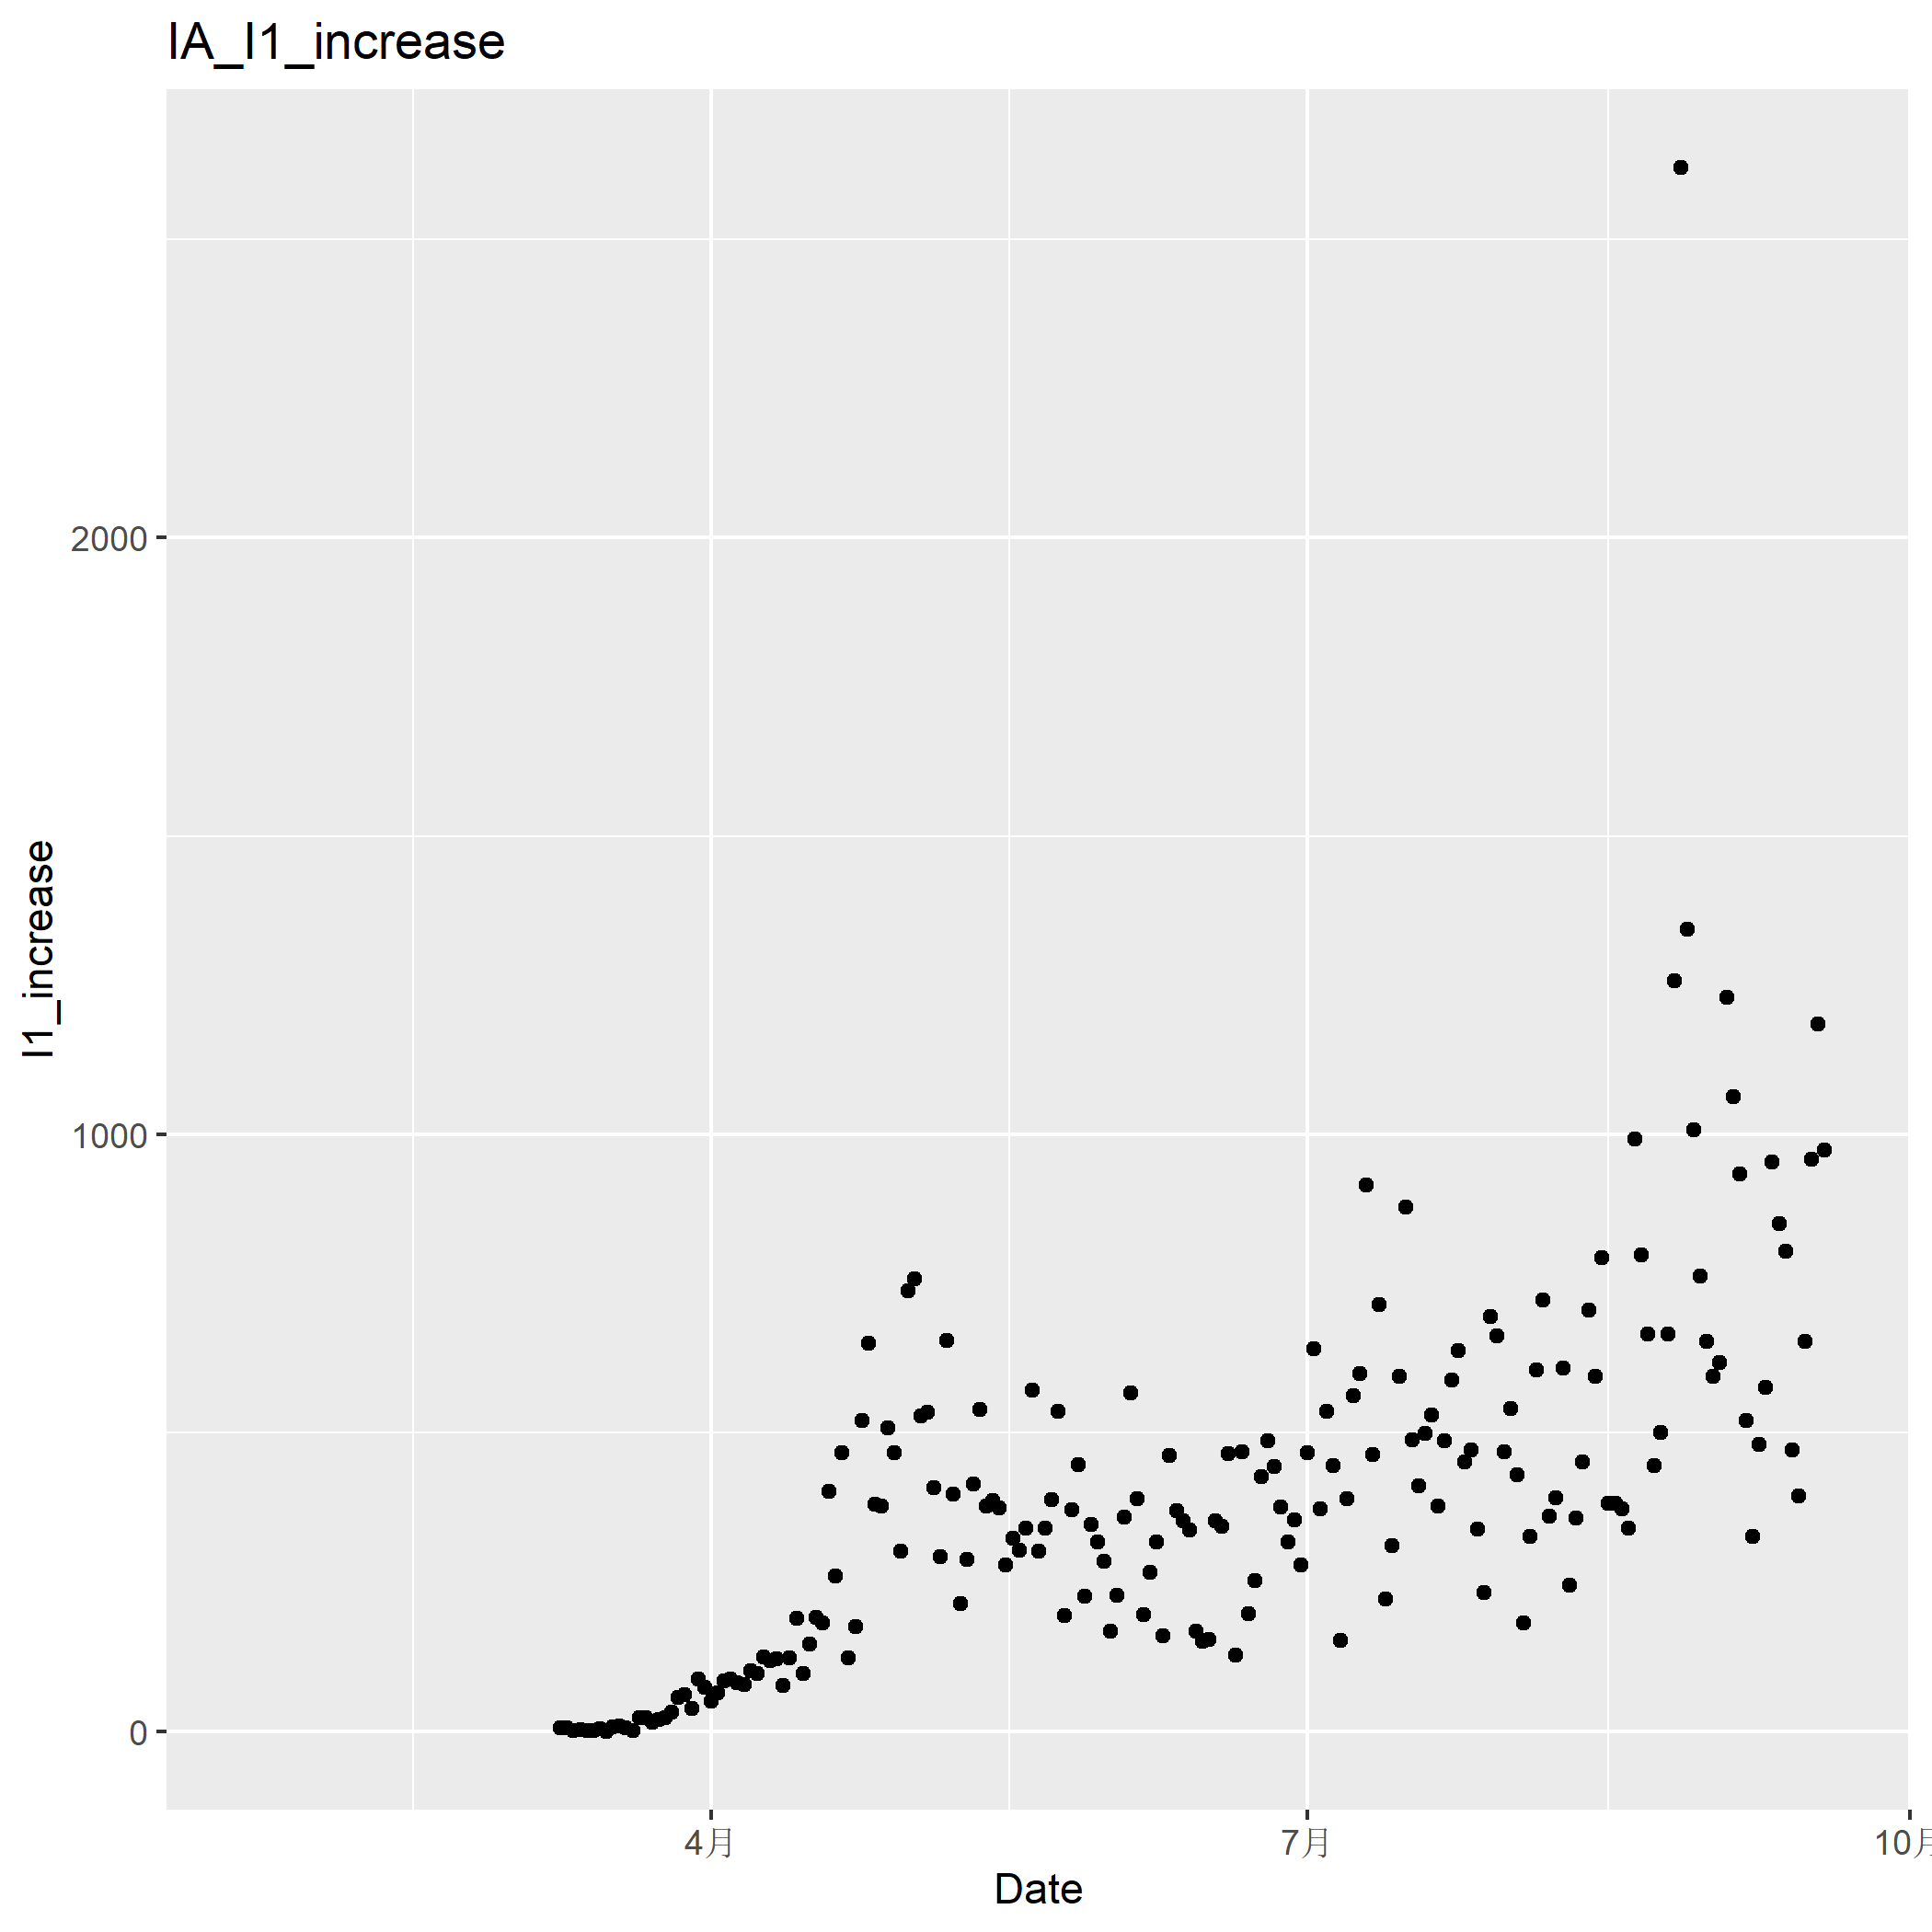 IA_I1_increase
I1_increase
2000
1000
0
4月
7月
10月
Date